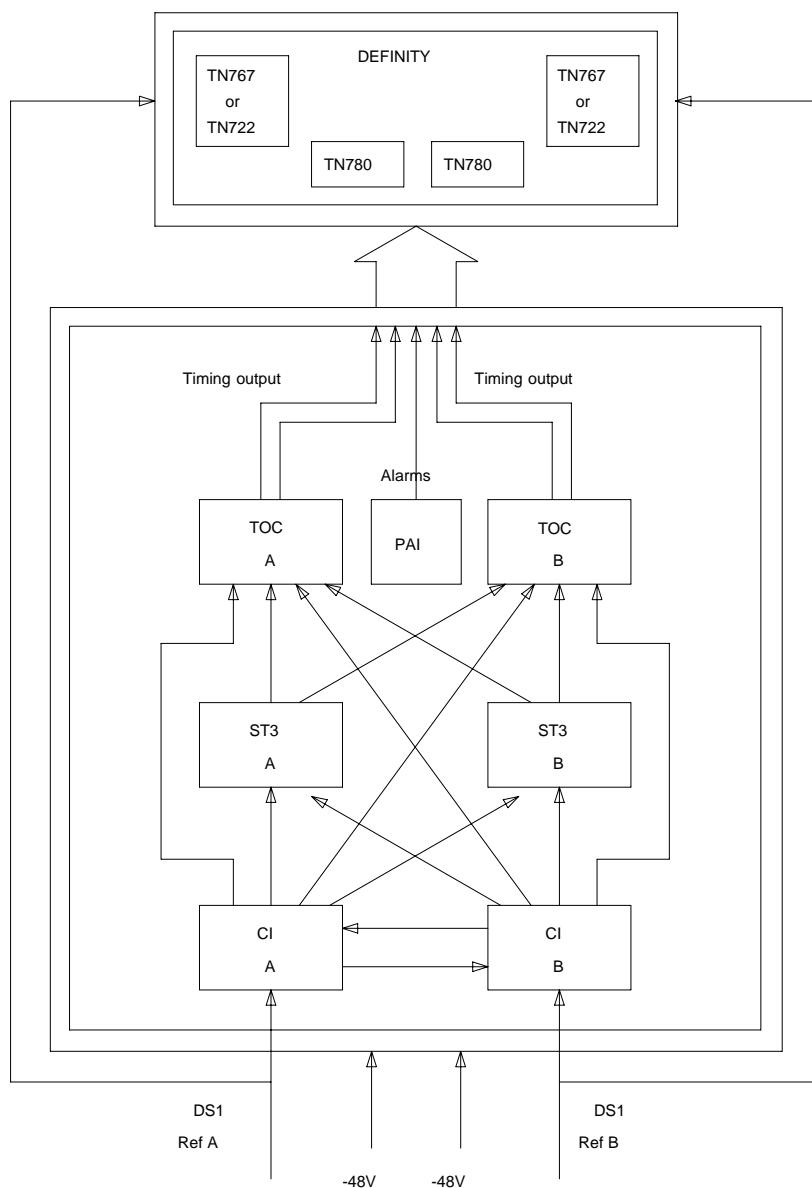 DEFINITY
TN767
or
TN722
TN767
or
TN722
TN780
TN780
Timing output
Timing output
Alarms
TOC
A
PAI
TOC
B
ST3
A
ST3
B
CI
A
CI
B
DS1
Ref A
DS1
Ref B
-48V
-48V